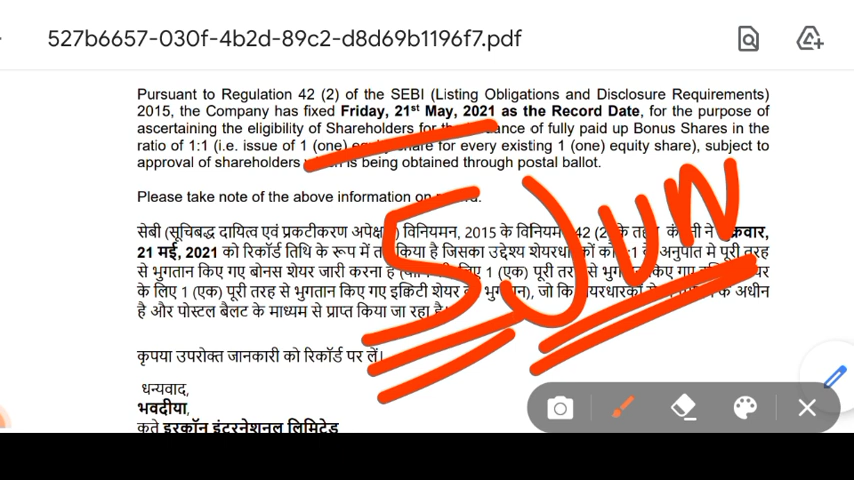 527b6657-030f-4b2d-89c2-d8d69b1196f7.pdf
Pursuant to Regulation 42 (2) of the SEBI (Listing Obligations and Disclosure Requirements)
2015, the Company has fixed Friday, 21st May, 2021 as the Record Date, for the purpose of
ascertaining the eligibility of Shareholders for of fully paid up Bonus Shares in the
ratio of 1:1 (i.e. issue of 1 (one) equity share for every existing 1 (one) equity share), subject to
approval of shareholders is being obtained through postal ballot.
Please take note of the above information on record.
5 JUN
सेबी (सूचिबद्ध दायित्व एवं प्रकटीकरण अपेक्षा) विनियमन, 2015 के विनियम 42 (2) के ने
21 मई, 2021 को रिकॉर्ड तिथि के रूप में किया है जिसका उद्देश्य अनुपात मे पूरी तरह
से भुगतान किए गए बोनस शेयर जारी करना है लिए 1 (एक) पूरी किए गए
के लिए 1 (एक) पूरी तरह से भुगतान किए गए इक्विटी शेयर जो कि के अधीन
है और पोस्टल बैलट के माध्यम से प्राप्त किया जा रहा है।
कृपया उपरोक्त जानकारी को रिकॉर्ड पर लें।
धन्यवाद,
भवदीया,
कृते इरकॉन इंटरनेशनल लिमिटेड